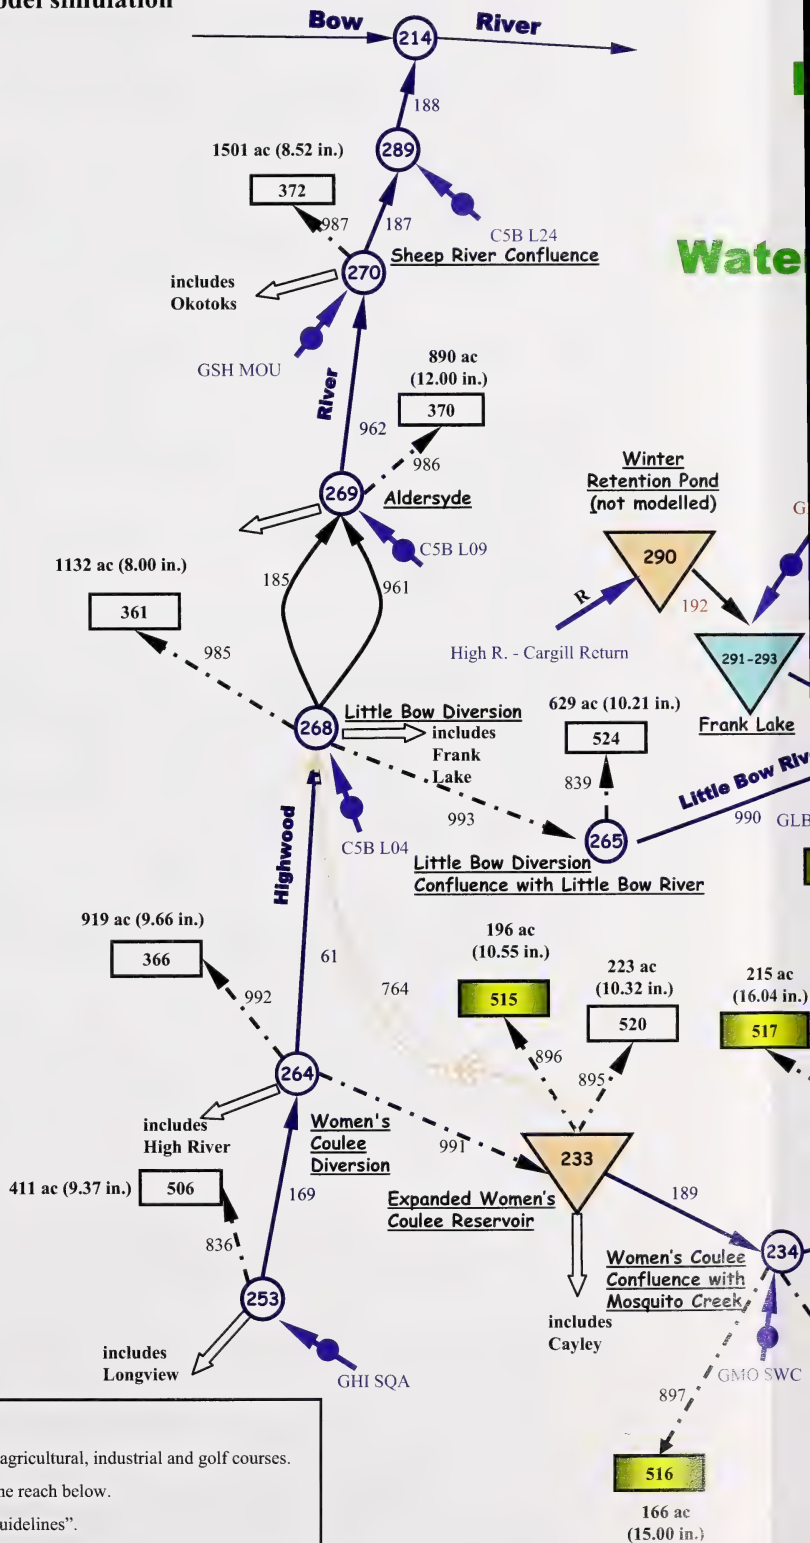 simulation
Bow
214
River
188
1501 ac (8.52 in.)
289
372
987
187
C5B L24
Sheep River Confluence
270
includes
Okotoks
GSH MOU
Wate
River
890 ac
(12.00 in.)
370
962
986
269
Aldersyde
C5B L09
Winter
Retention Pond
(not modelled)
290
G
192
R
High R. - Cargill Return
291-293
Frank Lake
1132 ac (8.00 in.)
361
985
185
961
268
Little Bow Diversion
includes
Frank
Lake
629 ac (10.21 in.)
524
839
993
265
Little Bow Riv
990
GLB
C5B L04
Little Bow Diversion
Confluence with Little Bow River
Highwood
61
764
919 ac (9.66 in.)
366
992
264
includes
High River
Women's
Coulee
Diversion
991
196 ac
(10.55 in.)
515
896
223 ac
(10.32 in.)
520
895
215 ac
(16.04 in.)
517
233
Expanded Women's
Coulee Reservoir
189
234
Women's Coulee
Confluence with
Mosquito Creek
includes
Cayley
GMO SWC
897
516
166 ac
(15.00 in.)
411 ac (9.37 in.)
506
836
169
253
includes
Longview
GHI SQA
agricultural, industrial and golf courses.
reach below.
uidelines”.